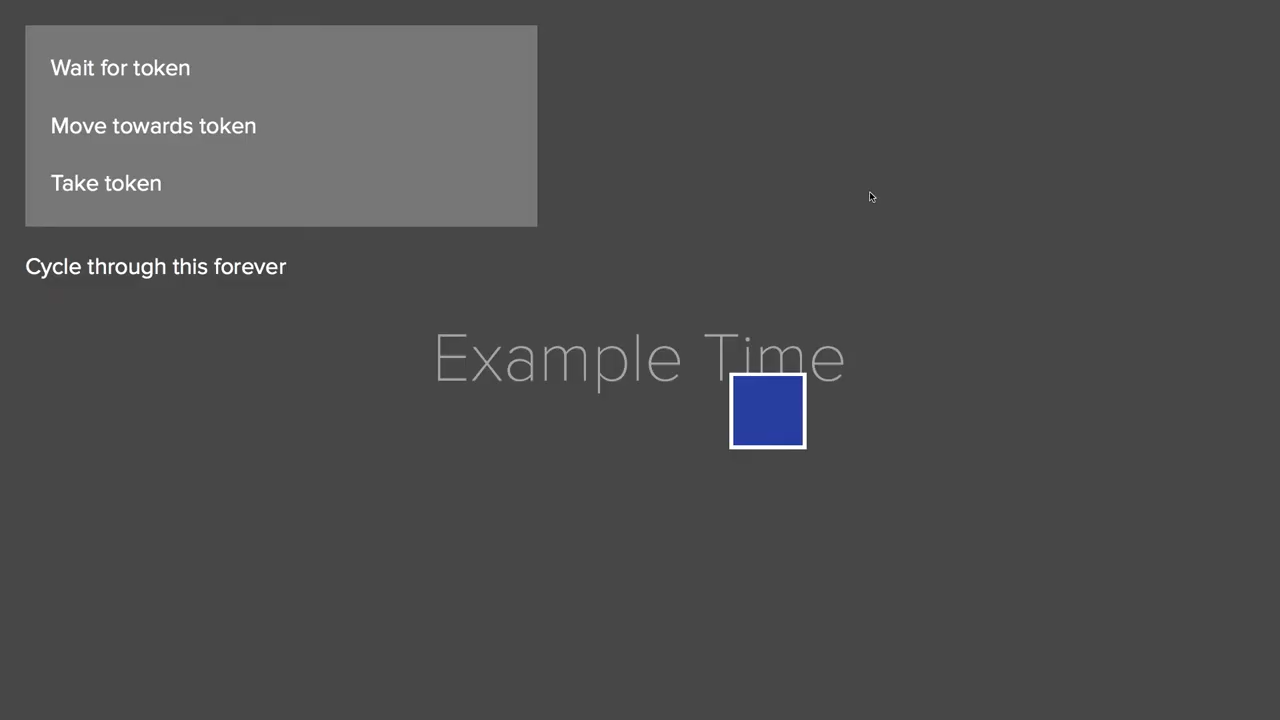 Wait for token
Move towards token
Take token
Cycle through this forever
Example Time